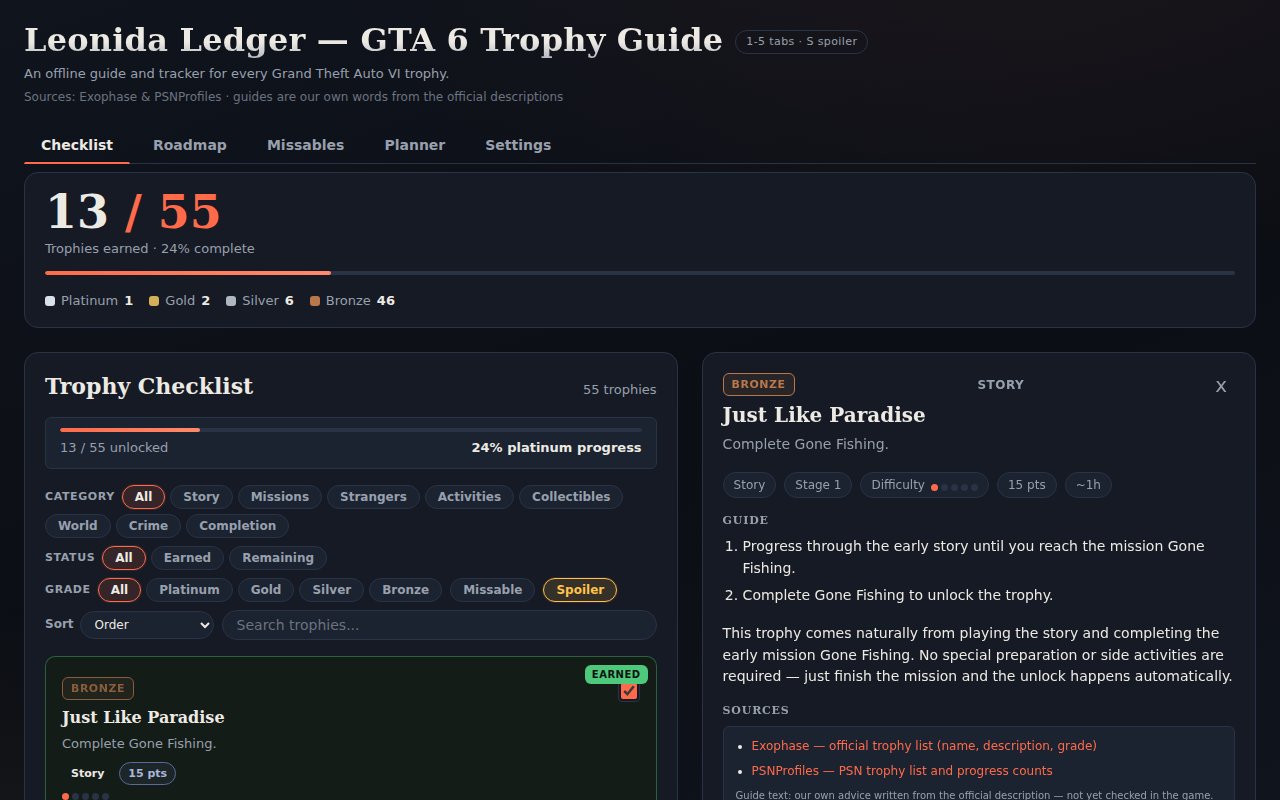 Leonida Ledger — GTA 6 Trophy Guide
1-5 tabs · S spoiler
An offline guide and tracker for every Grand Theft Auto VI trophy.
Sources: Exophase & PSNProfiles · guides are our own words from the official descriptions
Checklist Roadmap Missables Planner Settings
13 / 55
Trophies earned · 24% complete
Platinum 1 Gold 2 Silver 6 Bronze 46
Trophy Checklist
55 trophies
13 / 55 unlocked
24% platinum progress
CATEGORY All Story Missions Strangers Activities Collectibles
World Crime Completion
STATUS All Earned Remaining
GRADE All Platinum Gold Silver Bronze Missable Spoiler
Sort Order Search trophies...
EARNED
BRONZE
Just Like Paradise
Complete Gone Fishing.
Story 15 pts
BRONZE STORY X
Just Like Paradise
Complete Gone Fishing.
Story Stage 1 Difficulty 15 pts ~1h
GUIDE
1. Progress through the early story until you reach the mission Gone
Fishing.
2. Complete Gone Fishing to unlock the trophy.
This trophy comes naturally from playing the story and completing the
early mission Gone Fishing. No special preparation or side activities are
required — just finish the mission and the unlock happens automatically.
SOURCES
• Exophase — official trophy list (name, description, grade)
• PSNProfiles — PSN trophy list and progress counts
Guide text: our own advice written from the official description — not yet checked in the game.